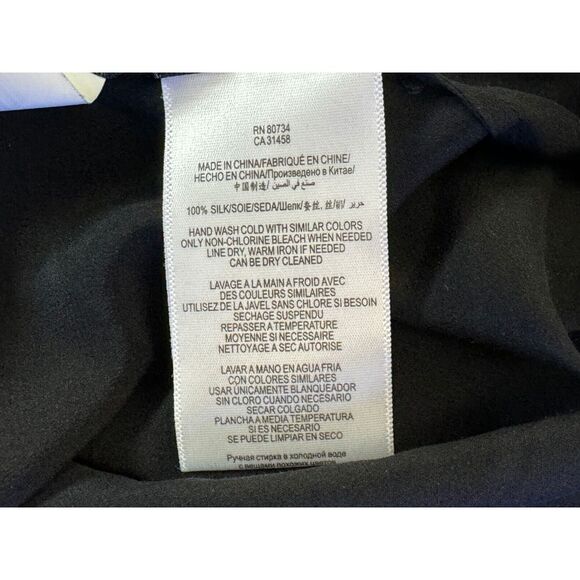 RN 80734
CA 31458
MADE IN CHINA/FABRIQUÉ EN CHINE/
HECHO EN CHINA/Произведено в Китае/
中国制造/ صنع في الصين/
100% SILK/SOIE/SEDA/Шелк/蚕丝, 丝/絹/ حرير
HAND WASH COLD WITH SIMILAR COLORS
ONLY NON-CHLORINE BLEACH WHEN NEEDED
LINE DRY, WARM IRON IF NEEDED
CAN BE DRY CLEANED
LAVAGE A LA MAIN A FROID AVEC
DES COULEURS SIMILAIRES
UTILISEZ DE LA JAVEL SANS CHLORE SI BESOIN
SECHAGE SUSPENDU
REPASSER A TEMPERATURE
MOYENNE SI NECESSAIRE
NETTOYAGE A SEC AUTORISE
LAVAR A MANO EN AGUA FRIA
CON COLORES SIMILARES
USAR ÚNICAMENTE BLANQUEADOR
SIN CLORO CUANDO NECESARIO
SECAR COLGADO
PLANCHA A MEDIA TEMPERATURA
SI ES NECESARIO
SE PUEDE LIMPIAR EN SECO
Ручная стирка в холодной воде
с вещами похожих цветов